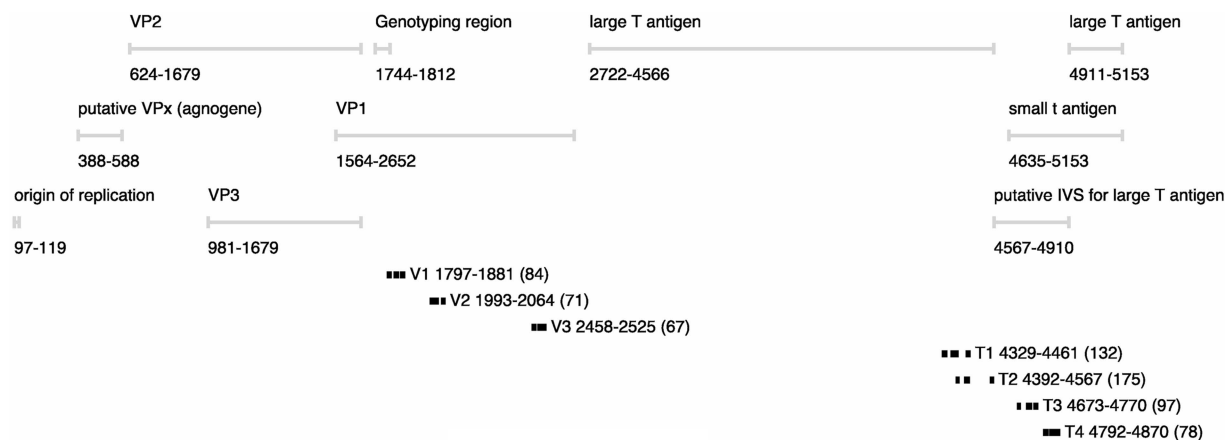 VP2 Genotyping region large T antigen large T antigen
624-1679 1744-1812 2722-4566 4911-5153
putative VPx (agnogene) VP1 small t antigen
388-588 1564-2652 4635-5153
origin of replication VP3 putative IVS for large T antigen
97-119 981-1679 4567-4910
V1 1797-1881 (84)
V2 1993-2064 (71)
V3 2458-2525 (67)
T1 4329-4461 (132)
T2 4392-4567 (175)
T3 4673-4770 (97)
T4 4792-4870 (78)